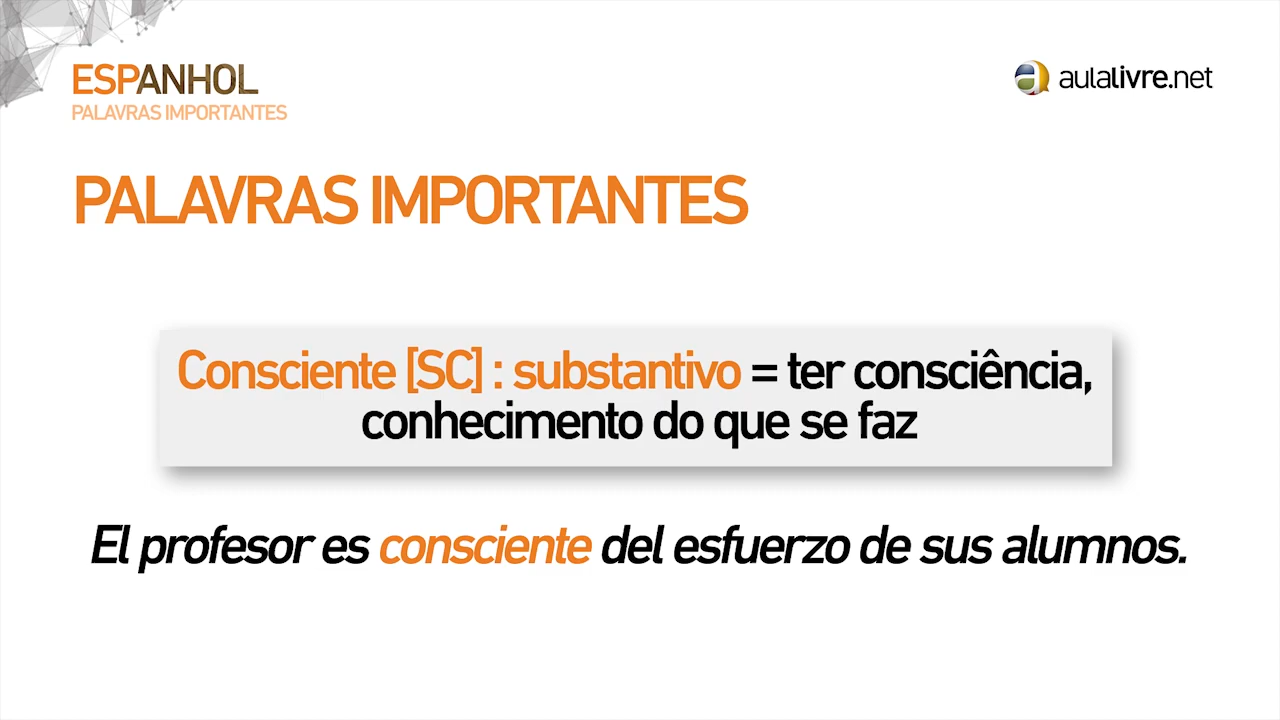 ESPANHOL
PALAVRAS IMPORTANTES
aulalivre.net
PALAVRAS IMPORTANTES
Consciente [SC] : substantivo = ter consciência,
conhecimento do que se faz
El profesor es consciente del esfuerzo de sus alumnos.